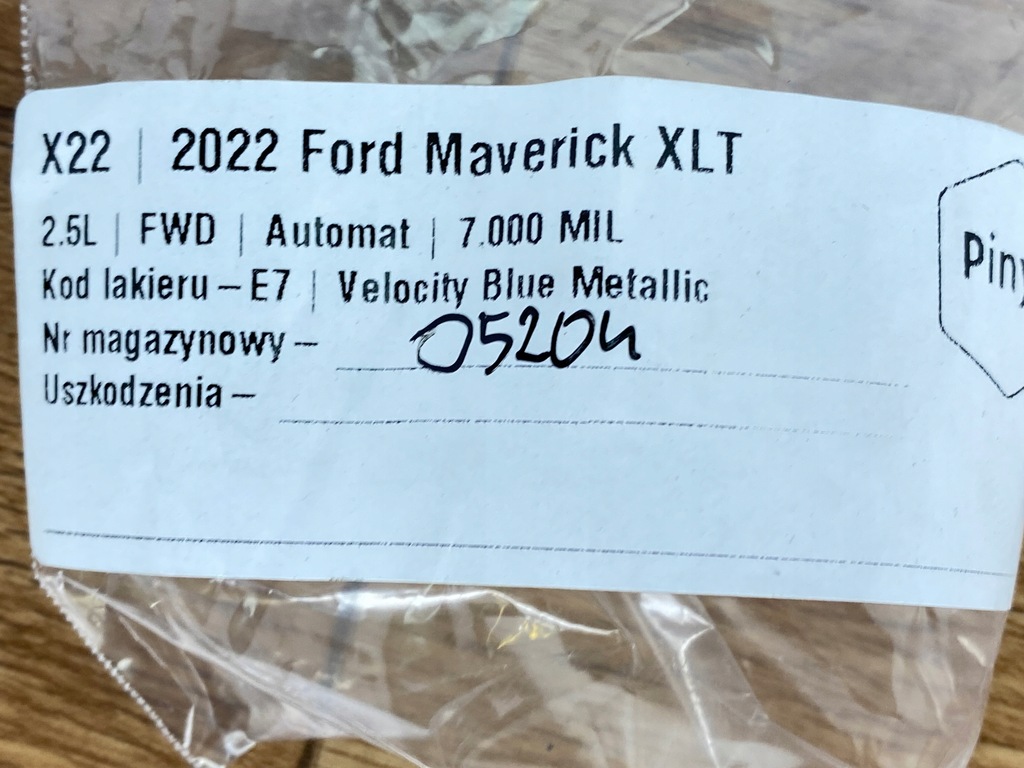 X22 | 2022 Ford Maverick XLT
2.5L | FWD | Automat | 7.000 MIL
Kod lakieru – E7 | Velocity Blue Metallic
Nr magazynowy – 05204
Uszkodzenia –
Piny